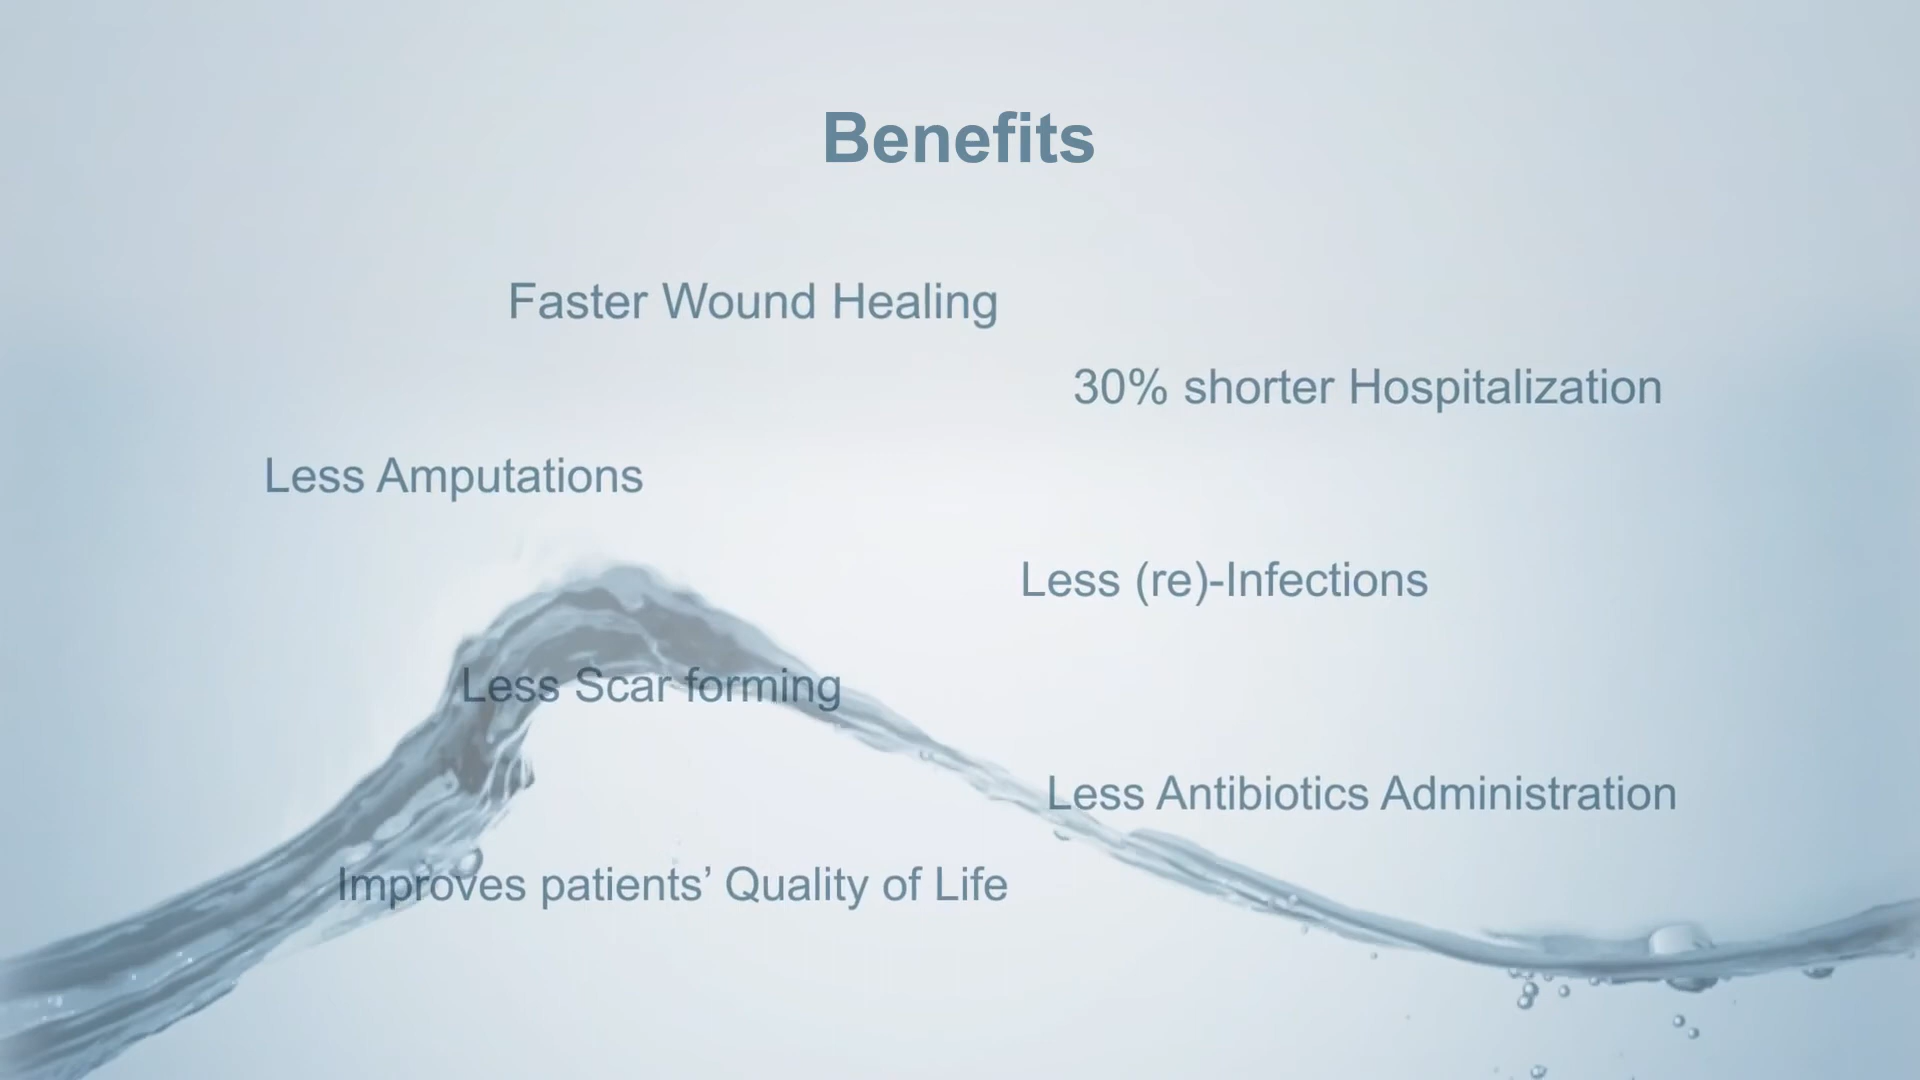 Benefits
Faster Wound Healing
30% shorter Hospitalization
Less Amputations
Less (re)-Infections
Less Scar forming
Less Antibiotics Administration
Improves patients’ Quality of Life